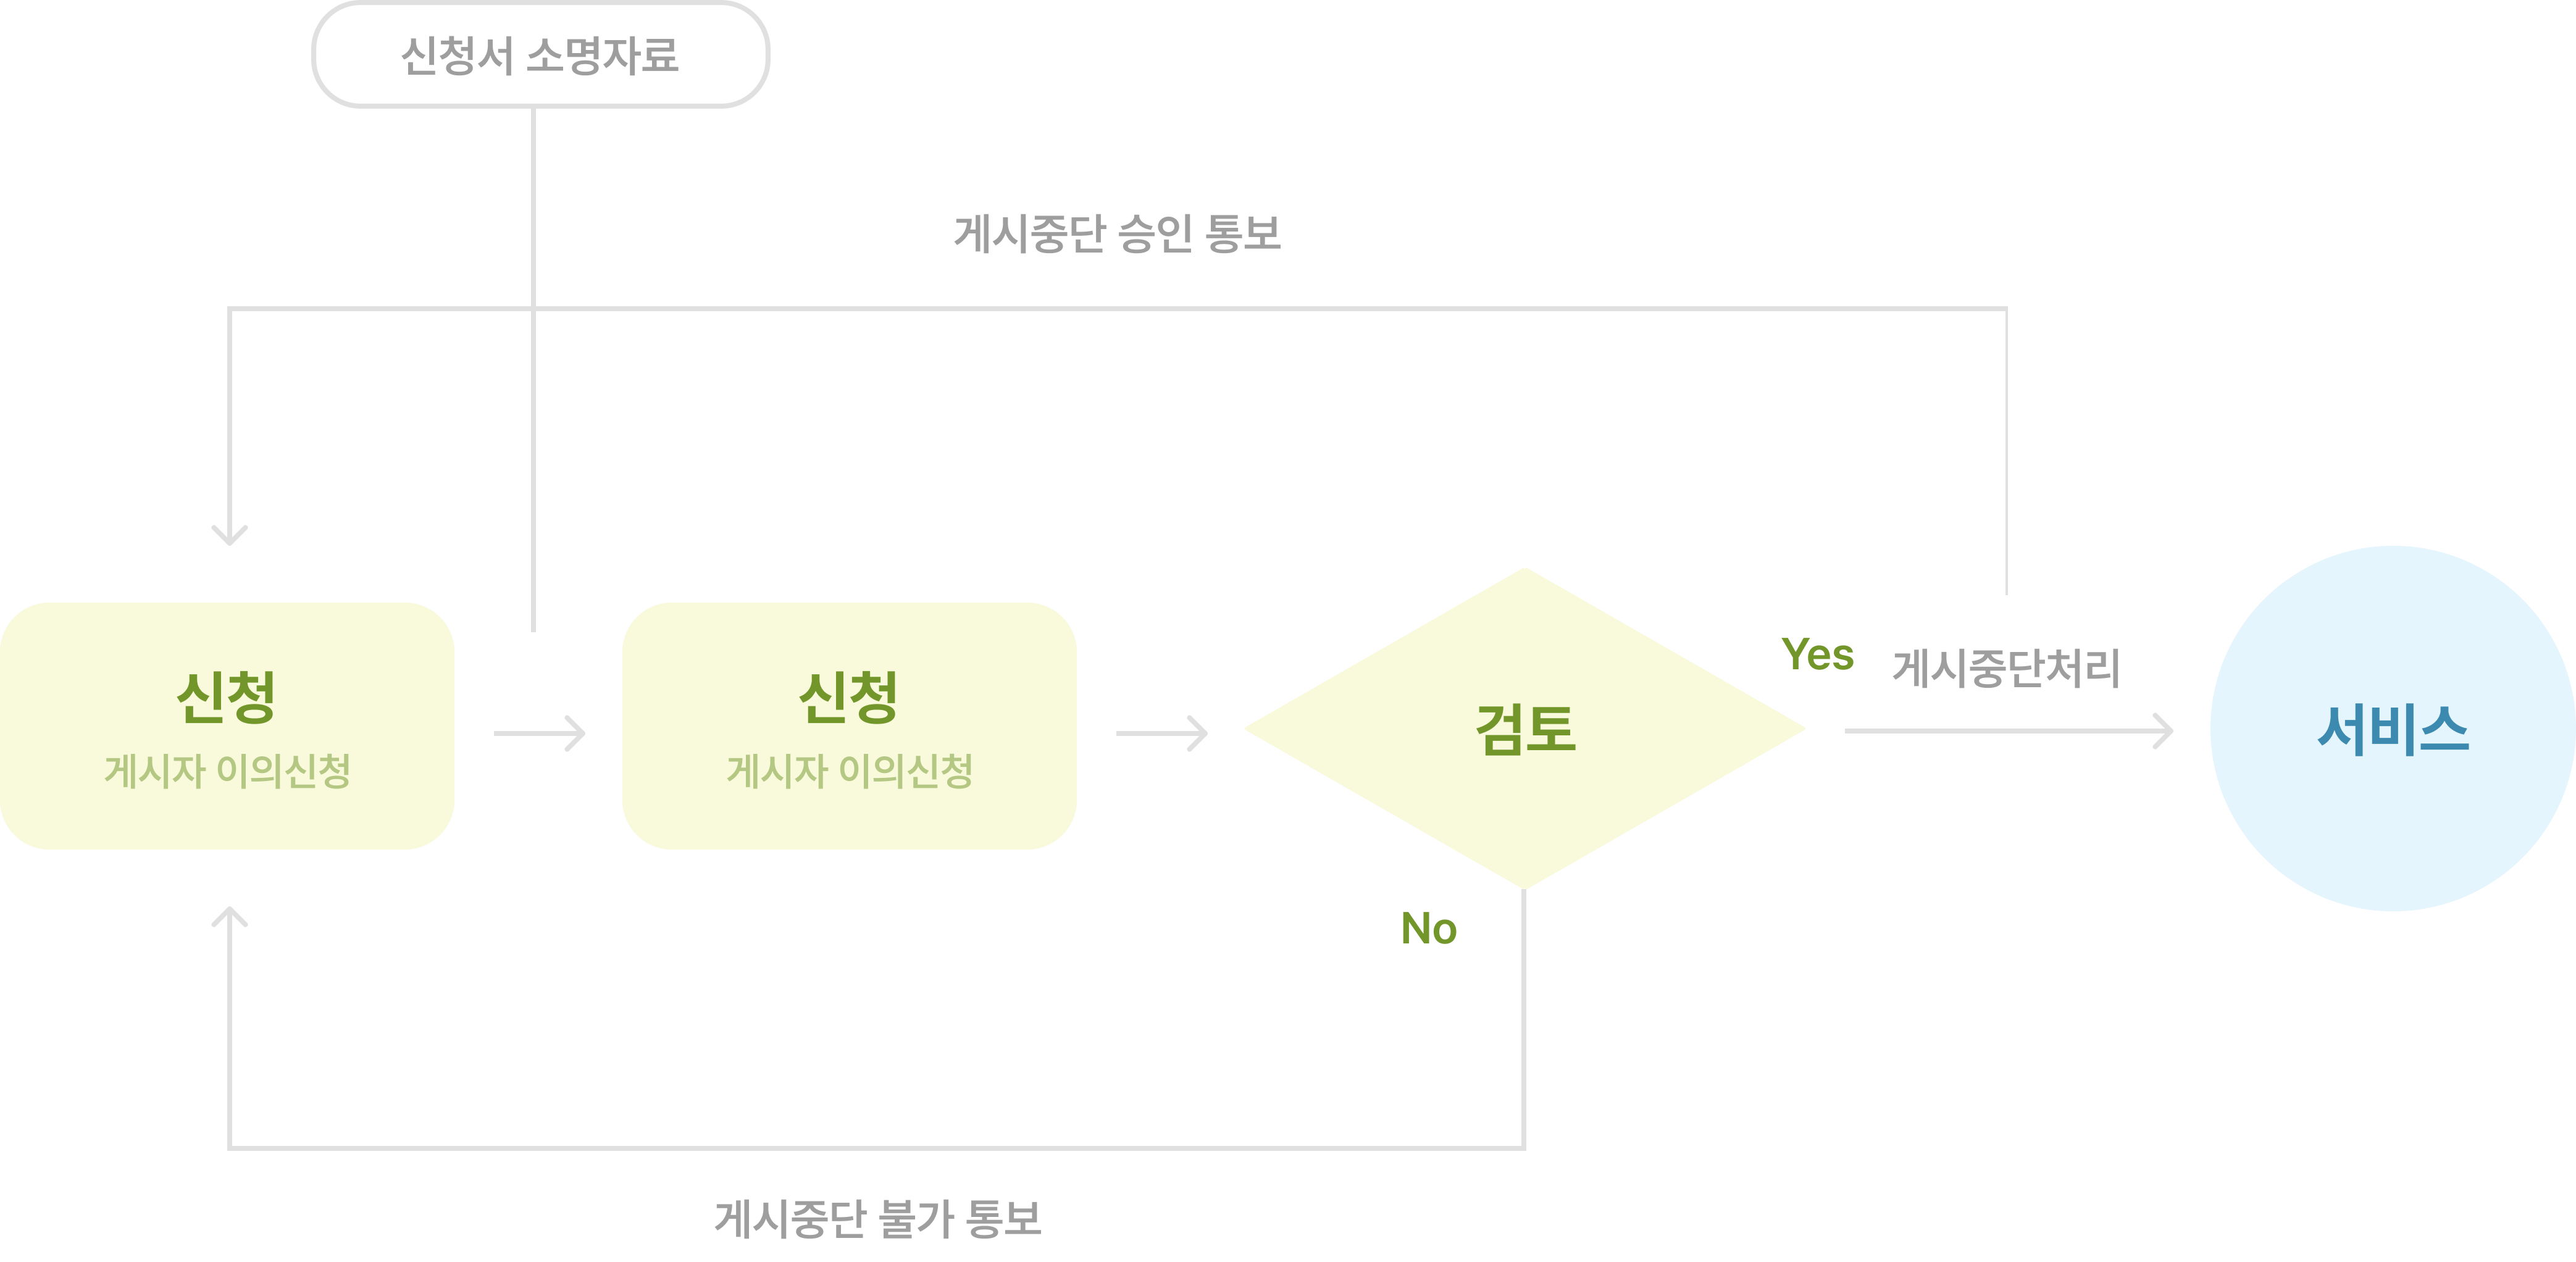 신청서 소명자료
게시중단 승인 통보
신청
게시자 이의신청
신청
게시자 이의신청
검토
Yes
게시중단처리
서비스
No
게시중단 불가 통보